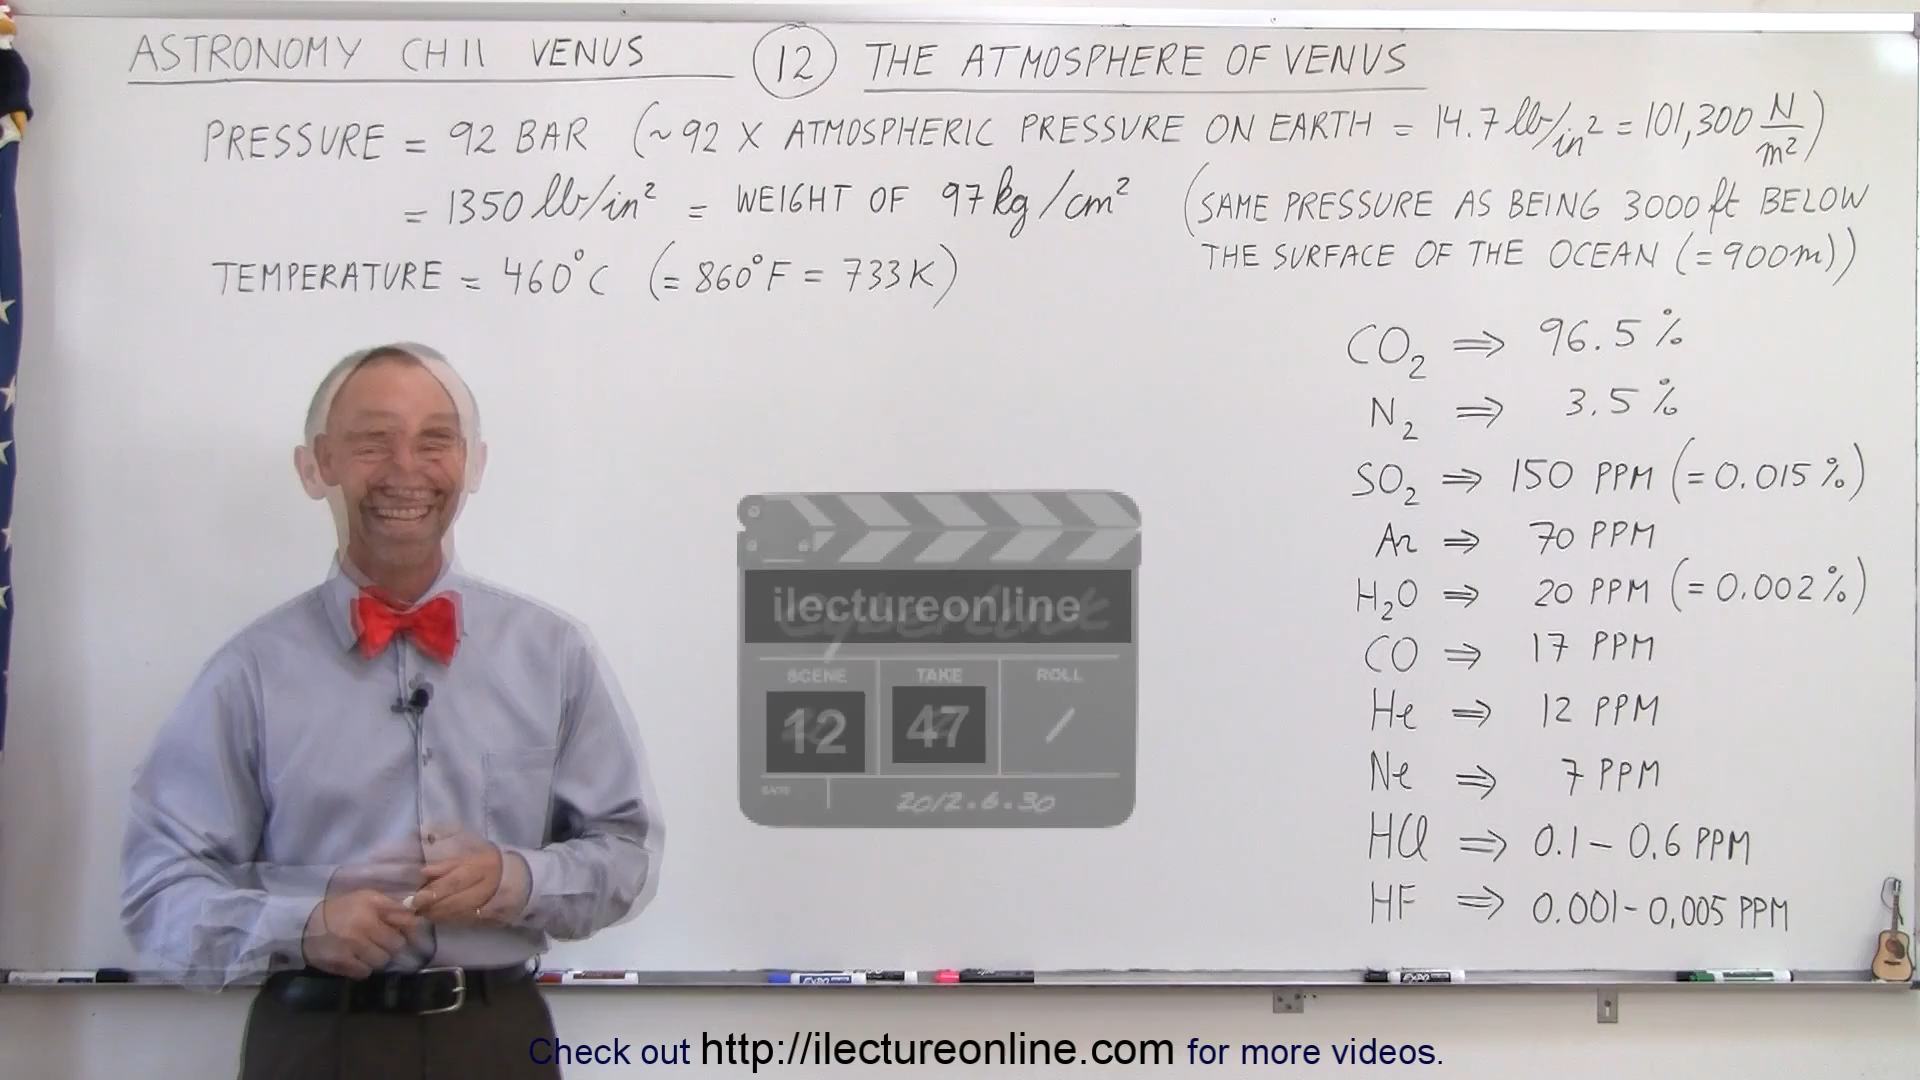 ASTRONOMY CH 11 VENUS 12 THE ATMOSPHERE OF VENUS
PRESSURE = 92 BAR (~92 X ATMOSPHERIC PRESSURE ON EARTH = 14.7 lb/in² = 101,300 N/m²)
= 1350 lb/in² = WEIGHT OF 97 kg/cm² (SAME PRESSURE AS BEING 3000 ft BELOW
THE SURFACE OF THE OCEAN (=900m))
TEMPERATURE = 460°C (= 860°F = 733K)
CO₂ ⇒ 96.5%
N₂ ⇒ 3.5%
SO₂ ⇒ 150 PPM (= 0.015%)
Ar ⇒ 70 PPM
H₂O ⇒ 20 PPM (= 0.002%)
CO ⇒ 17 PPM
He ⇒ 12 PPM
Ne ⇒ 7 PPM
HCl ⇒ 0.1 – 0.6 PPM
HF ⇒ 0.001 – 0,005 PPM
ilectureonline
SCENE TAKE ROLL
12 47 /
DATE 2012.6.30
Check out http://ilectureonline.com for more videos.